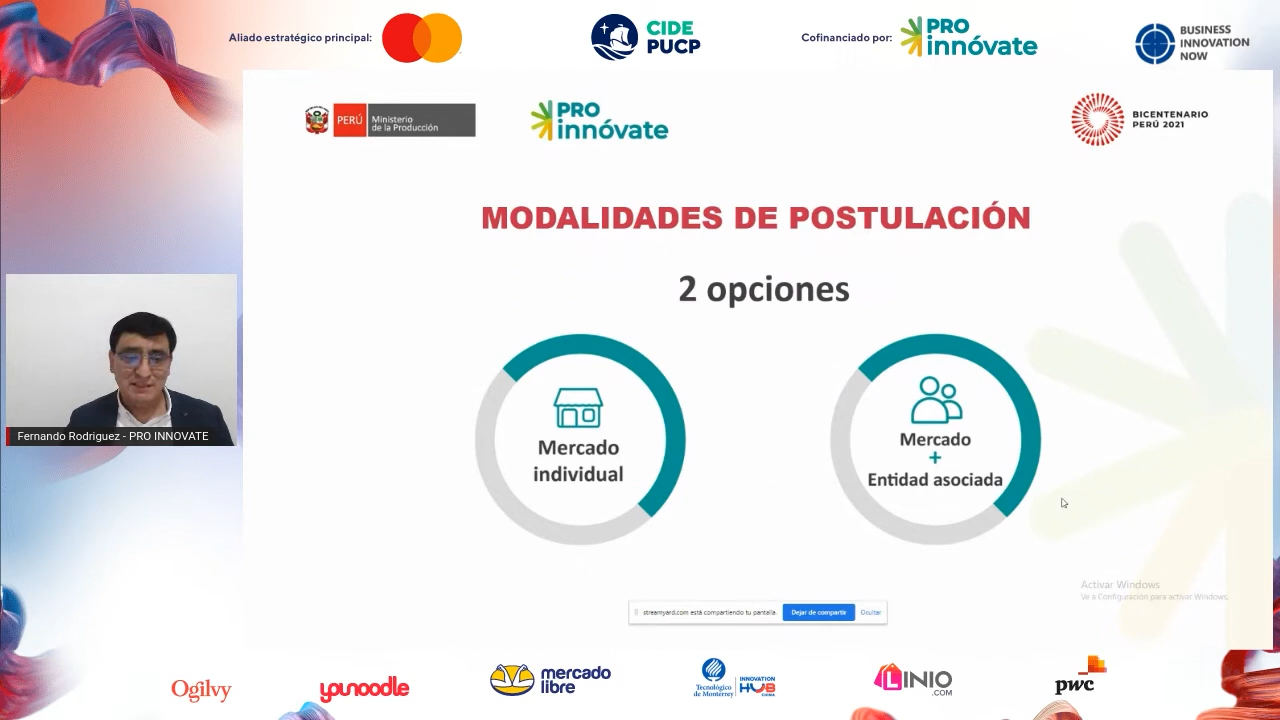 Aliado estratégico principal:
CIDE
PUCP
Cofinanciado por:
PRO
innóvate
BUSINESS
INNOVATION
NOW
PERÚ
Ministerio
de la Producción
PRO
innóvate
BICENTENARIO
PERÚ 2021
MODALIDADES DE POSTULACIÓN
2 opciones
Mercado
individual
Mercado
+
Entidad asociada
Fernando Rodriguez - PRO INNOVATE
Activar Windows
Ve a Configuración para activar Windows.
streamyard.com está compartiendo tu pantalla.
Dejar de compartir
Ocultar
Ogilvy
younoodle
mercado
libre
Tecnológico
de Monterrey
INNOVATION
HUB
CHINA
LINIO
.COM
pwc